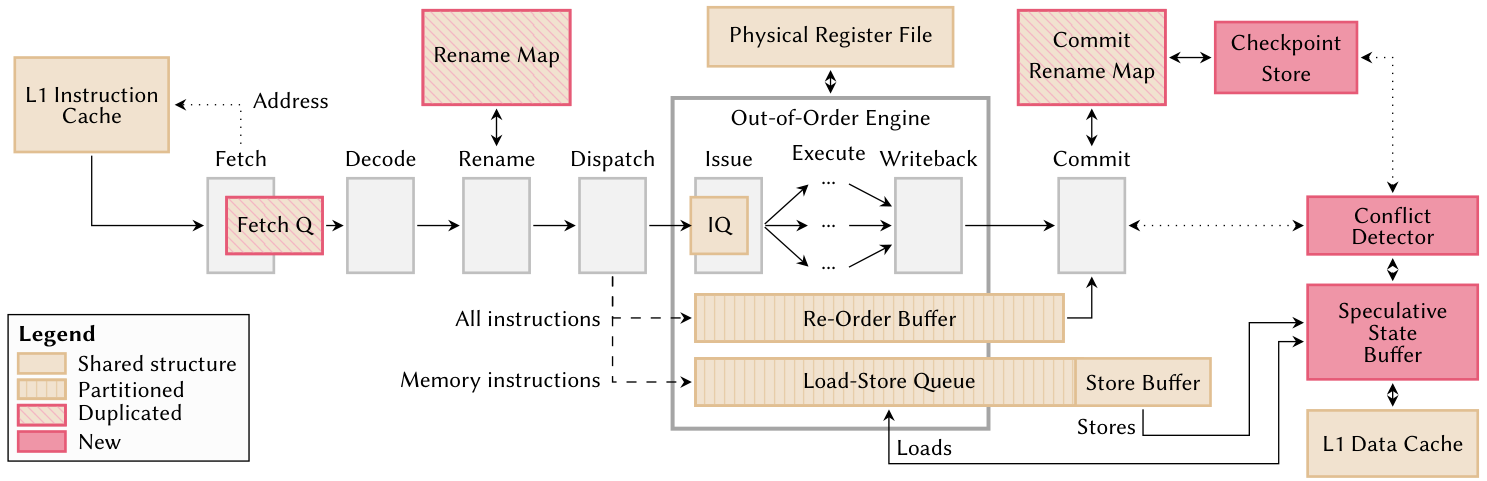 L1 Instruction
Cache
Address
Rename Map
Physical Register File
Commit
Rename Map
Checkpoint
Store
Out-of-Order Engine
Fetch
Decode
Rename
Dispatch
Issue
Execute
Writeback
Commit
Fetch Q
IQ
...
...
...
Conflict
Detector
All instructions
Re-Order Buffer
Speculative
State
Buffer
Memory instructions
Load-Store Queue
Store Buffer
Stores
Loads
L1 Data Cache
Legend
Shared structure
Partitioned
Duplicated
New